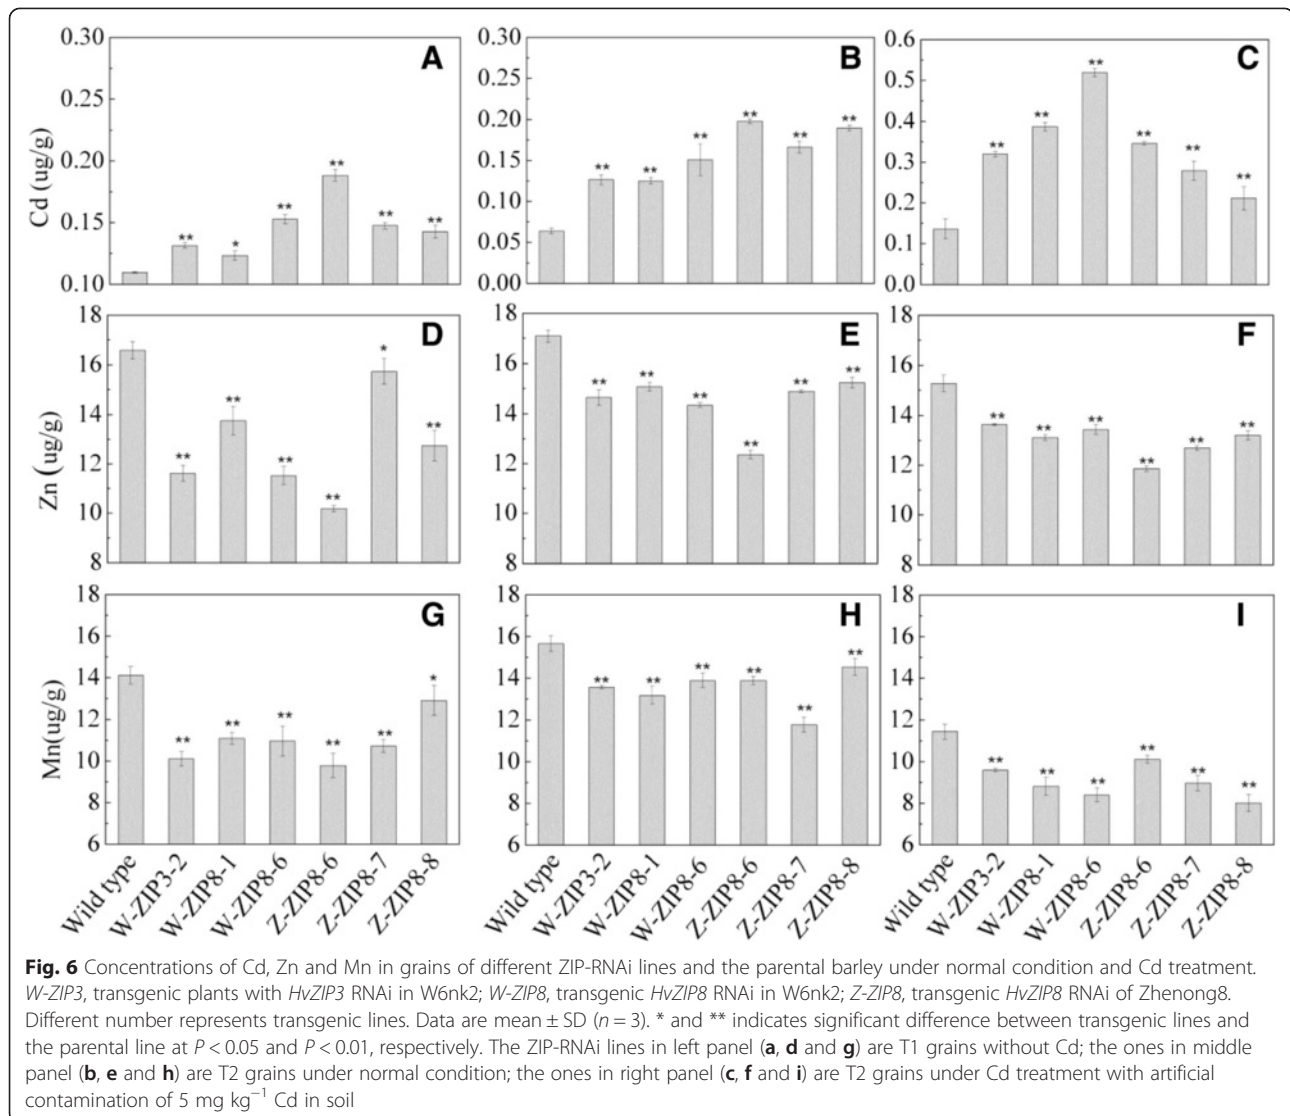 0.30
0.25
0.20
0.15
0.10
Cd (ug/g)
A
**
*
**
**
**
**
0.30
0.25
0.20
0.15
0.10
0.05
0.00
B
**
**
**
**
**
**
0.6
0.5
0.4
0.3
0.2
0.1
0.0
C
**
**
**
**
**
**
18
16
14
12
10
8
Zn (ug/g)
D
**
**
**
**
*
**
18
16
14
12
10
8
E
**
**
**
**
**
**
18
16
14
12
10
8
F
**
**
**
**
**
**
18
16
14
12
10
8
6
Mn(ug/g)
G
**
**
**
**
**
*
Wild type
W-ZIP3-2
W-ZIP8-1
W-ZIP8-6
Z-ZIP8-6
Z-ZIP8-7
Z-ZIP8-8
18
16
14
12
10
8
6
H
**
**
**
**
**
**
Wild type
W-ZIP3-2
W-ZIP8-1
W-ZIP8-6
Z-ZIP8-6
Z-ZIP8-7
Z-ZIP8-8
18
16
14
12
10
8
6
I
**
**
**
**
**
**
Wild type
W-ZIP3-2
W-ZIP8-1
W-ZIP8-6
Z-ZIP8-6
Z-ZIP8-7
Z-ZIP8-8
Fig. 6 Concentrations of Cd, Zn and Mn in grains of different ZIP-RNAi lines and the parental barley under normal condition and Cd treatment.
W-ZIP3, transgenic plants with HvZIP3 RNAi in W6nk2; W-ZIP8, transgenic HvZIP8 RNAi in W6nk2; Z-ZIP8, transgenic HvZIP8 RNAi of Zhenong8.
Different number represents transgenic lines. Data are mean ± SD (n = 3). * and ** indicates significant difference between transgenic lines and
the parental line at P < 0.05 and P < 0.01, respectively. The ZIP-RNAi lines in left panel (a, d and g) are T1 grains without Cd; the ones in middle
panel (b, e and h) are T2 grains under normal condition; the ones in right panel (c, f and i) are T2 grains under Cd treatment with artificial
contamination of 5 mg kg⁻¹ Cd in soil